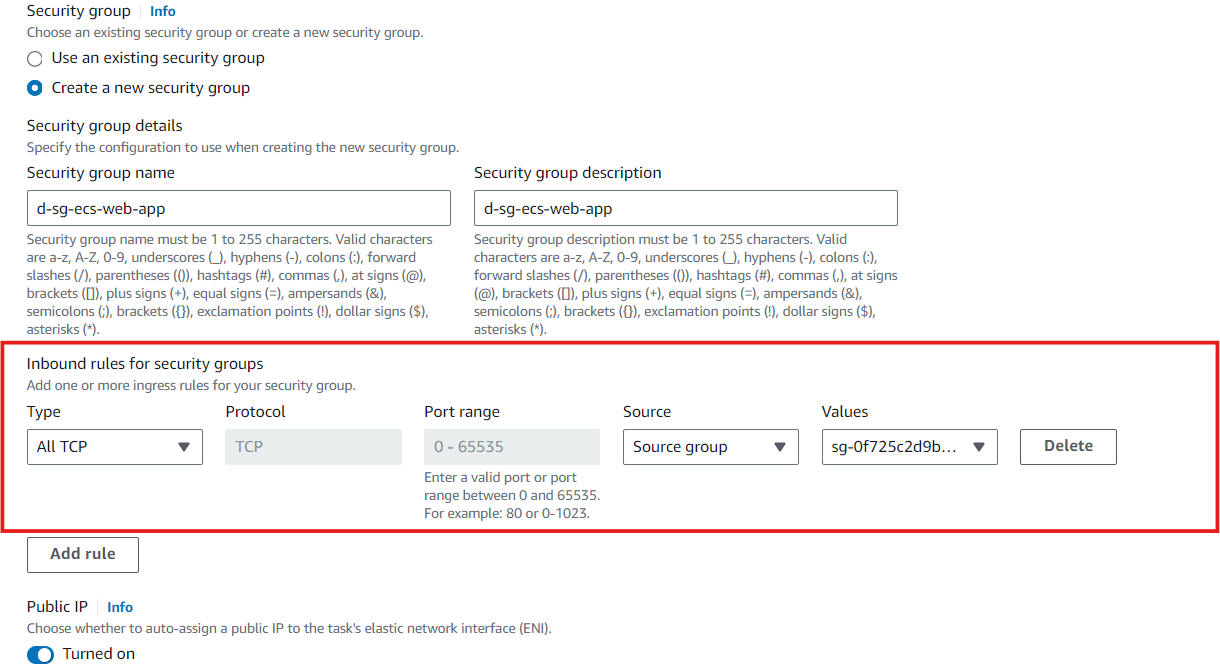 Security group Info
Choose an existing security group or create a new security group.
Use an existing security group
Create a new security group
Security group details
Specify the configuration to use when creating the new security group.
Security group name
Security group description
d-sg-ecs-web-app
d-sg-ecs-web-app
Security group name must be 1 to 255 characters. Valid characters
are a-z, A-Z, 0-9, underscores (_), hyphens (-), colons (:), forward
slashes (/), parentheses (()), hashtags (#), commas (,), at signs (@),
brackets ([]), plus signs (+), equal signs (=), ampersands (&),
semicolons (;), brackets ({}), exclamation points (!), dollar signs ($),
asterisks (*).
Security group description must be 1 to 255 characters. Valid
characters are a-z, A-Z, 0-9, underscores (_), hyphens (-), colons (:),
forward slashes (/), parentheses (()), hashtags (#), commas (,), at signs
(@), brackets ([]), plus signs (+), equal signs (=), ampersands (&),
semicolons (;), brackets ({}), exclamation points (!), dollar signs ($),
asterisks (*).
Inbound rules for security groups
Add one or more ingress rules for your security group.
Type Protocol Port range Source Values
All TCP TCP 0 - 65535 Source group sg-0f725c2d9b... Delete
Enter a valid port or port
range between 0 and 65535.
For example: 80 or 0-1023.
Add rule
Public IP Info
Choose whether to auto-assign a public IP to the task's elastic network interface (ENI).
Turned on